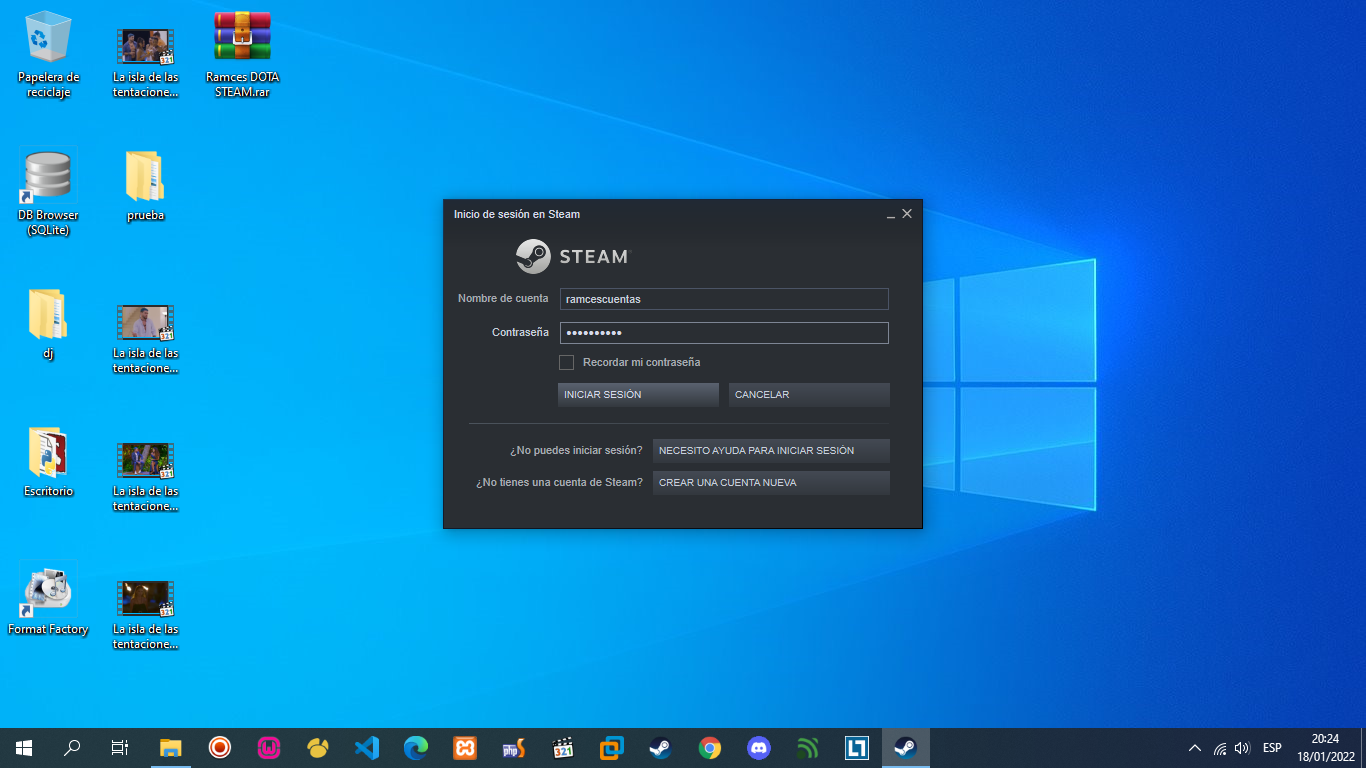 Papelera de
reciclaje
La isla de las
tentacione...
Ramces DOTA
STEAM.rar
DB Browser
(SQLite)
prueba
dj
La isla de las
tentacione...
Escritorio
La isla de las
tentacione...
Format Factory
La isla de las
tentacione...
Inicio de sesión en Steam
STEAM
Nombre de cuenta
ramcescuentas
Contraseña
••••••••••
Recordar mi contraseña
INICIAR SESIÓN
CANCELAR
¿No puedes iniciar sesión?
NECESITO AYUDA PARA INICIAR SESIÓN
¿No tienes una cuenta de Steam?
CREAR UNA CUENTA NUEVA
php
321
ESP
20:24
18/01/2022